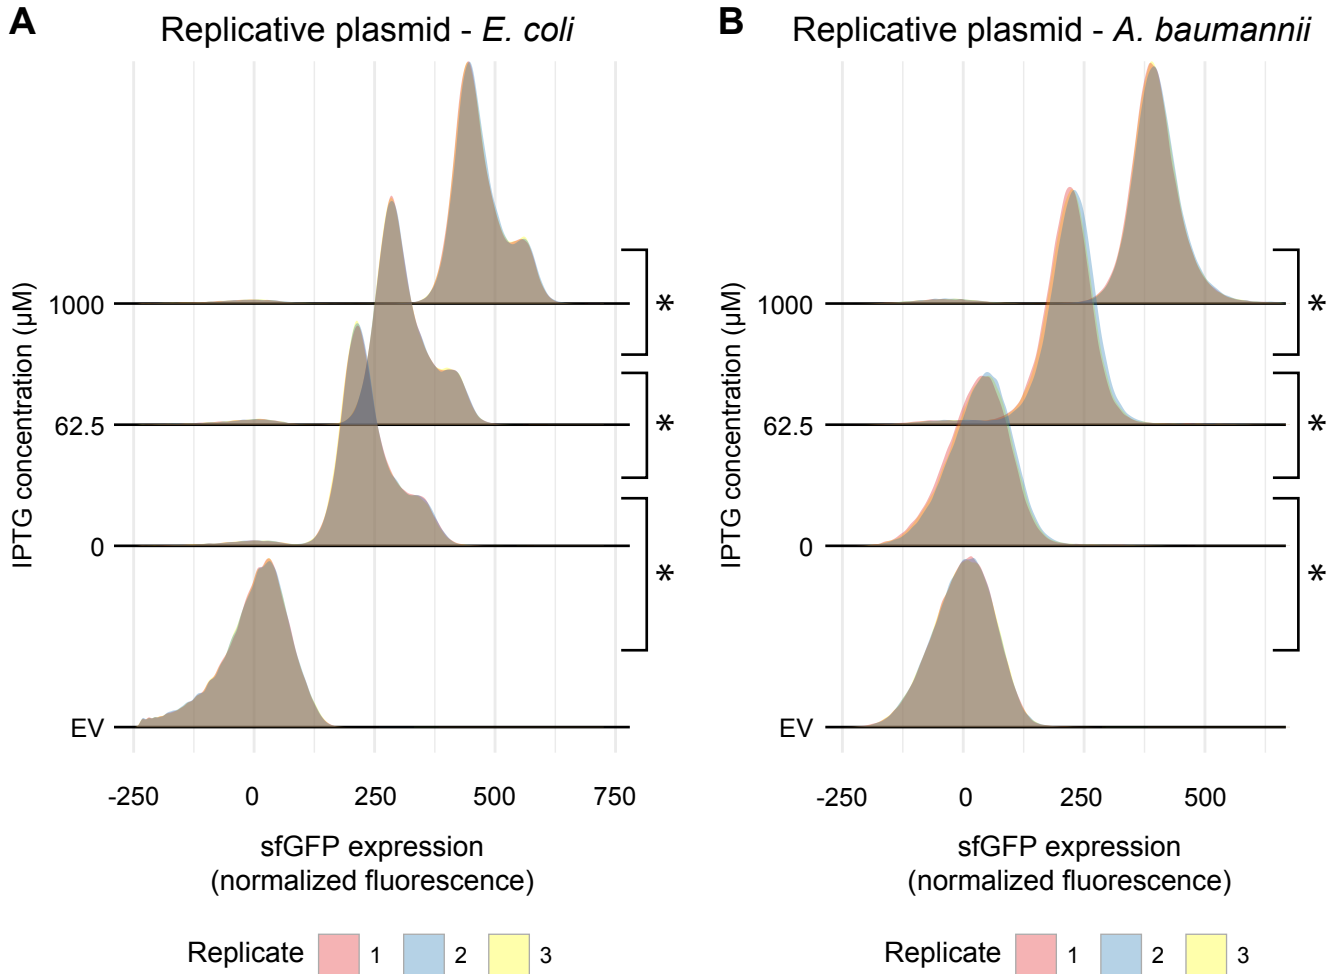 A
Replicative plasmid - E. coli
IPTG concentration (µM)
1000
*
62.5
*
0
*
EV
-250 0 250 500 750
sfGFP expression
(normalized fluorescence)
Replicate 1 2 3
B
Replicative plasmid - A. baumannii
IPTG concentration (µM)
1000
*
62.5
*
0
*
EV
-250 0 250 500
sfGFP expression
(normalized fluorescence)
Replicate 1 2 3